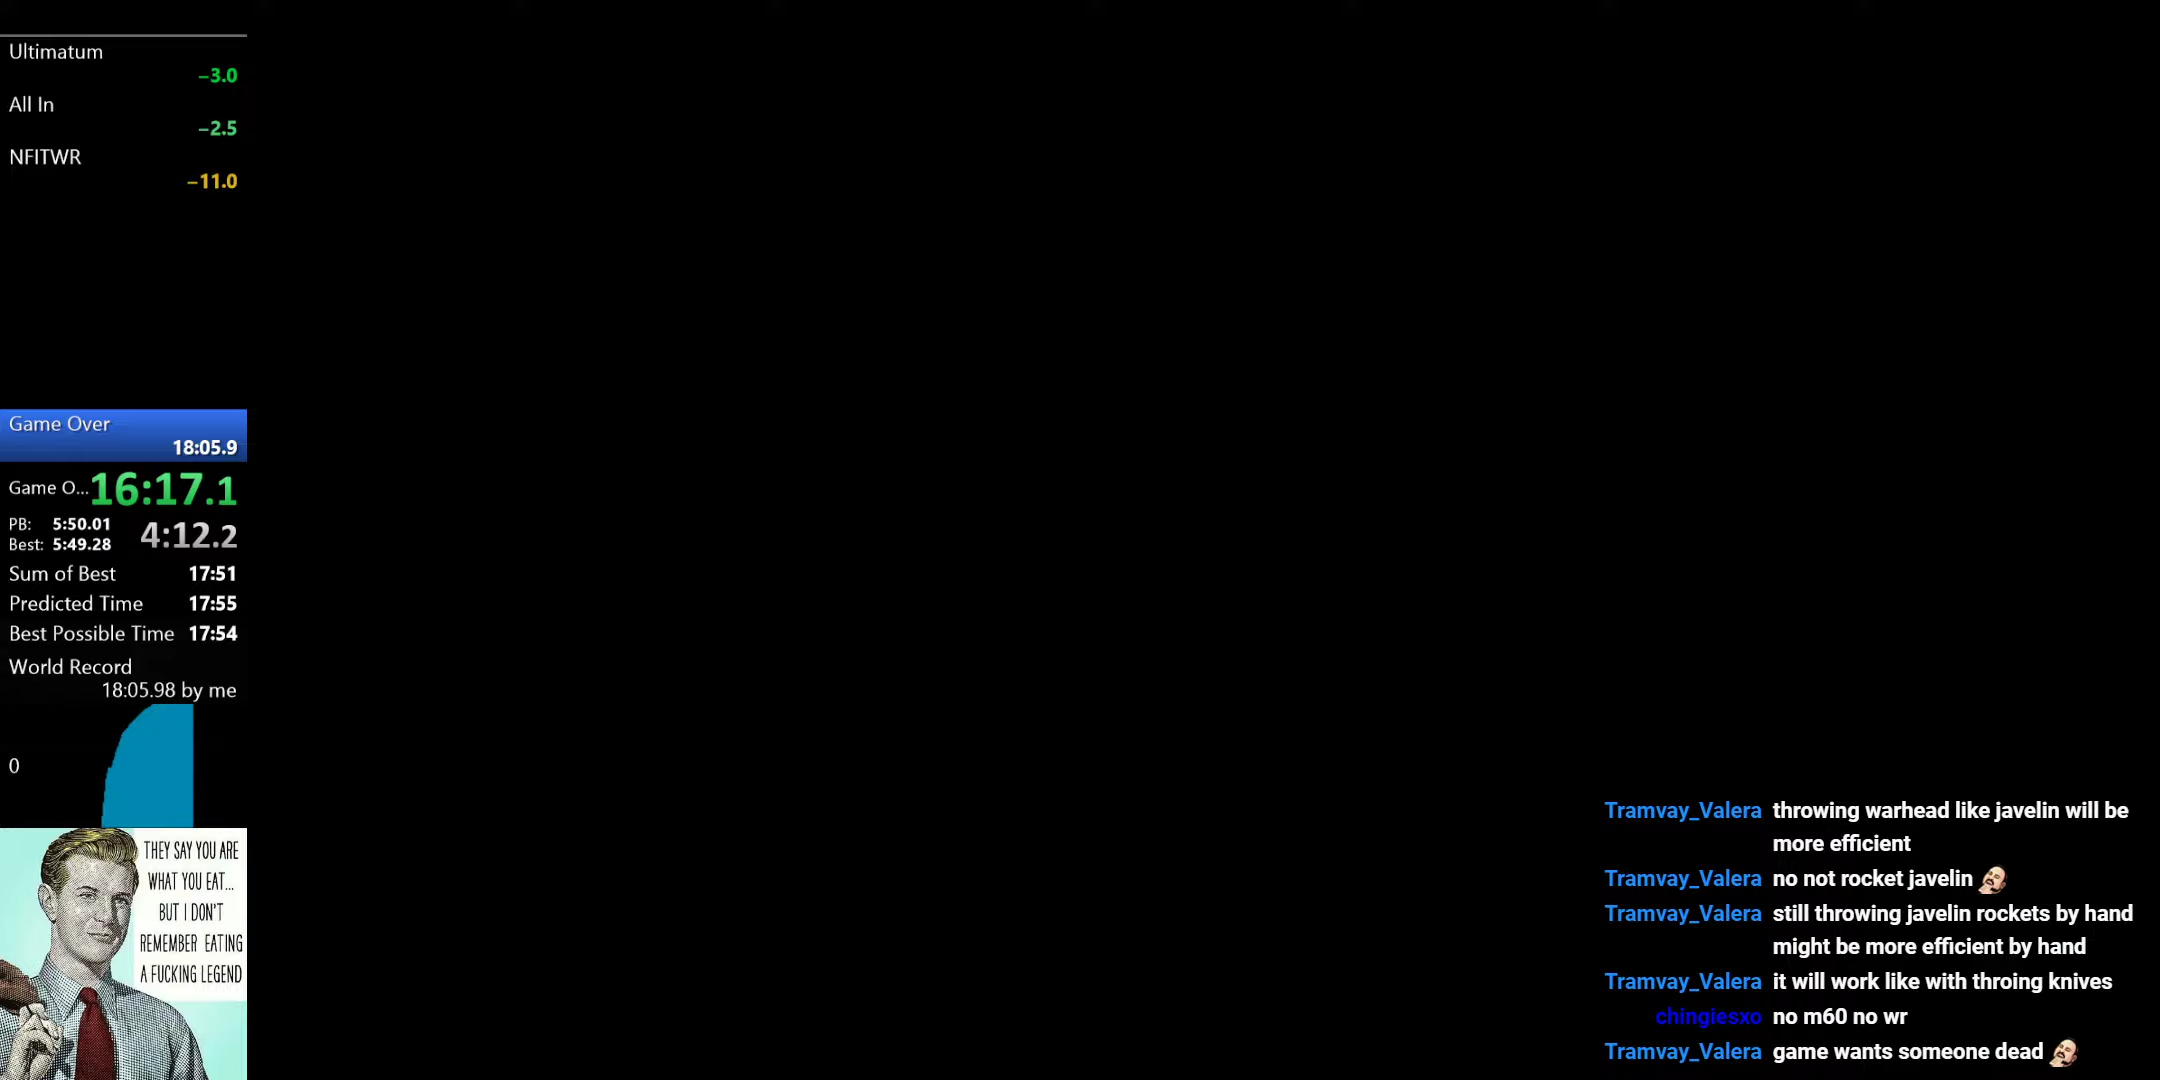 Ultimatum
−3.0
All In
−2.5
NFITWR
−11.0
Game Over
18:05.9
Game O... 16:17.1
PB: 5:50.01
Best: 5:49.28
4:12.2
Sum of Best 17:51
Predicted Time 17:55
Best Possible Time 17:54
World Record
18:05.98 by me
0
THEY SAY YOU ARE
WHAT YOU EAT...
BUT I DON'T
REMEMBER EATING
A FUCKING LEGEND
Tramvay_Valera throwing warhead like javelin will be
more efficient
Tramvay_Valera no not rocket javelin
Tramvay_Valera still throwing javelin rockets by hand
might be more efficient by hand
Tramvay_Valera it will work like with throing knives
chingiesxo no m60 no wr
Tramvay_Valera game wants someone dead